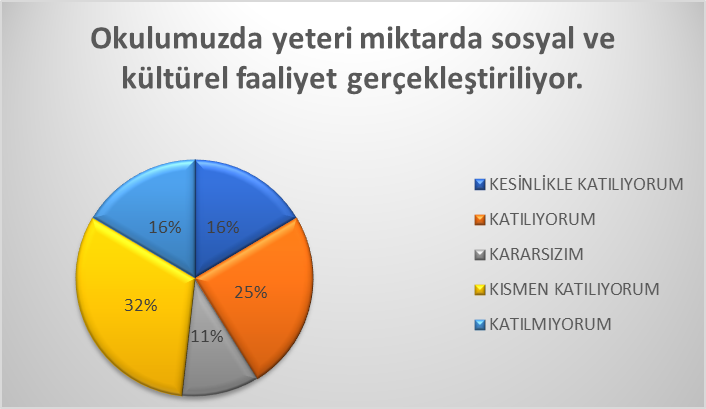 Okulumuzda yeteri miktarda sosyal ve
kültürel faaliyet gerçekleştiriliyor.
16%
16%
25%
32%
11%
KESİNLİKLE KATILIYORUM
KATILIYORUM
KARARSIZIM
KISMEN KATILIYORUM
KATILMIYORUM